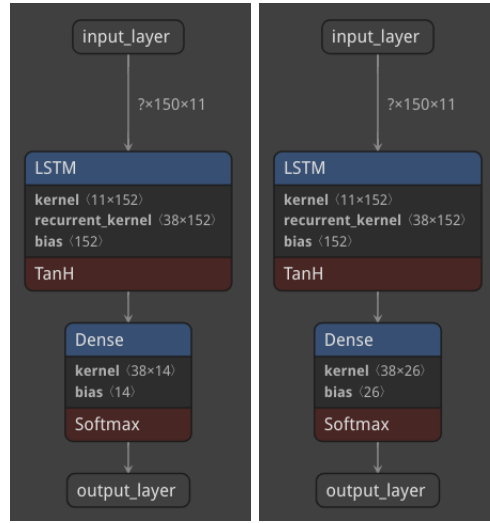 input_layer
?×150×11
LSTM
kernel ⟨11×152⟩
recurrent_kernel ⟨38×152⟩
bias ⟨152⟩
TanH
Dense
kernel ⟨38×14⟩
bias ⟨14⟩
Softmax
output_layer
input_layer
?×150×11
LSTM
kernel ⟨11×152⟩
recurrent_kernel ⟨38×152⟩
bias ⟨152⟩
TanH
Dense
kernel ⟨38×26⟩
bias ⟨26⟩
Softmax
output_layer